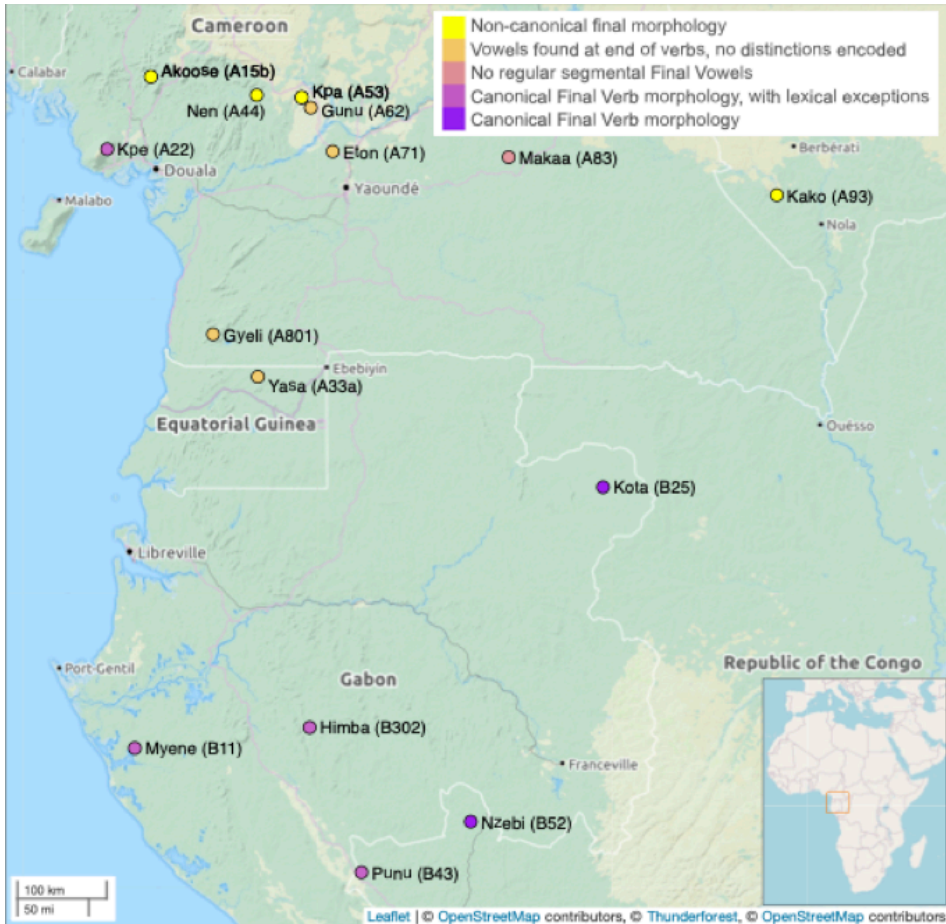 Cameroon
Non-canonical final morphology
Vowels found at end of verbs, no distinctions encoded
No regular segmental Final Vowels
Canonical Final Verb morphology, with lexical exceptions
Canonical Final Verb morphology
Calabar
Akoose (A15b)
Nen (A44)
Kpa (A53)
Gunu (A62)
Kpe (A22)
Douala
Eton (A71)
Makaa (A83)
Berbérati
Malabo
Yaoundé
Kako (A93)
Nola
Gyeli (A801)
Ebebiyin
Yasa (A33a)
Equatorial Guinea
Ouésso
Kota (B25)
Libreville
Port-Gentil
Gabon
Republic of the Congo
Himba (B302)
Myene (B11)
Franceville
Nzebi (B52)
Punu (B43)
100 km
50 mi
Leaflet | © OpenStreetMap contributors, © Thunderforest, © OpenStreetMap contributors